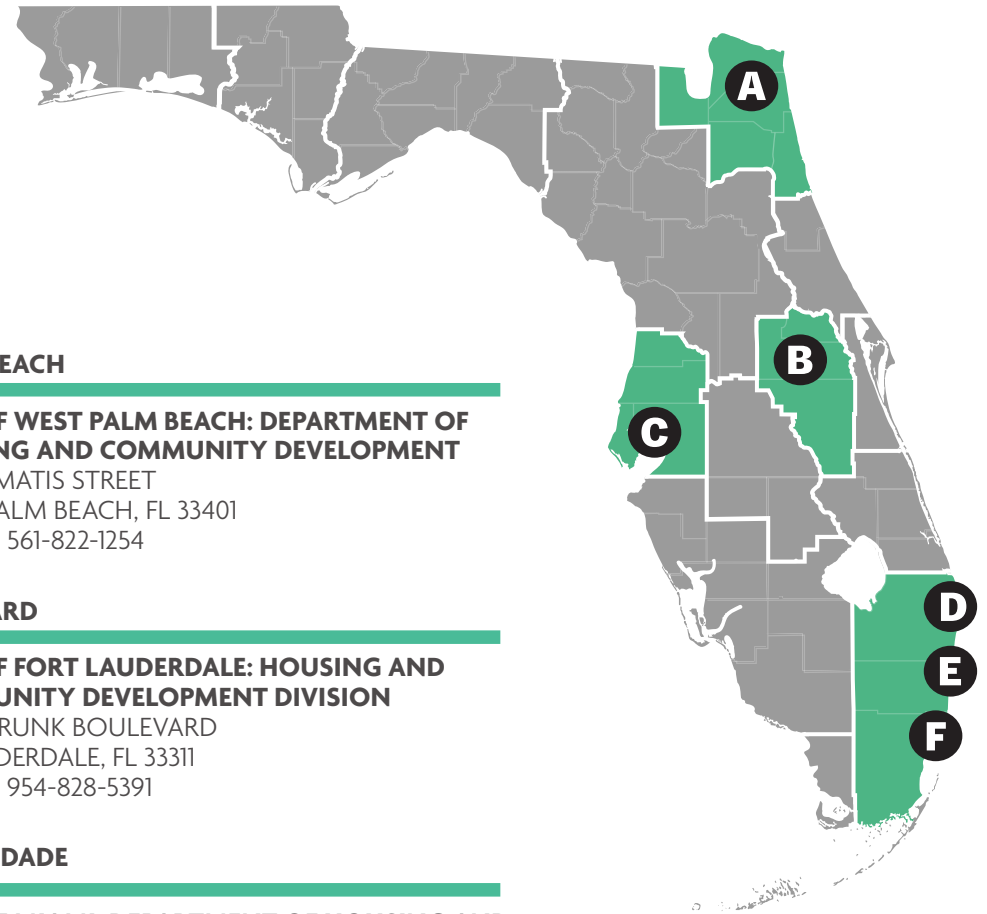 EACH
F WEST PALM BEACH: DEPARTMENT OF
NG AND COMMUNITY DEVELOPMENT
MATIS STREET
ALM BEACH, FL 33401
561-822-1254
ARD
F FORT LAUDERDALE: HOUSING AND
UNITY DEVELOPMENT DIVISION
RUNK BOULEVARD
DERDALE, FL 33311
954-828-5391
DADE
A
B
C
D
E
F